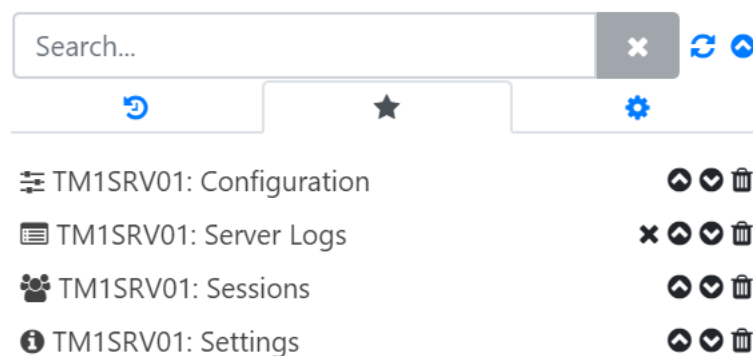 Search...
TM1SRV01: Configuration
TM1SRV01: Server Logs
TM1SRV01: Sessions
TM1SRV01: Settings